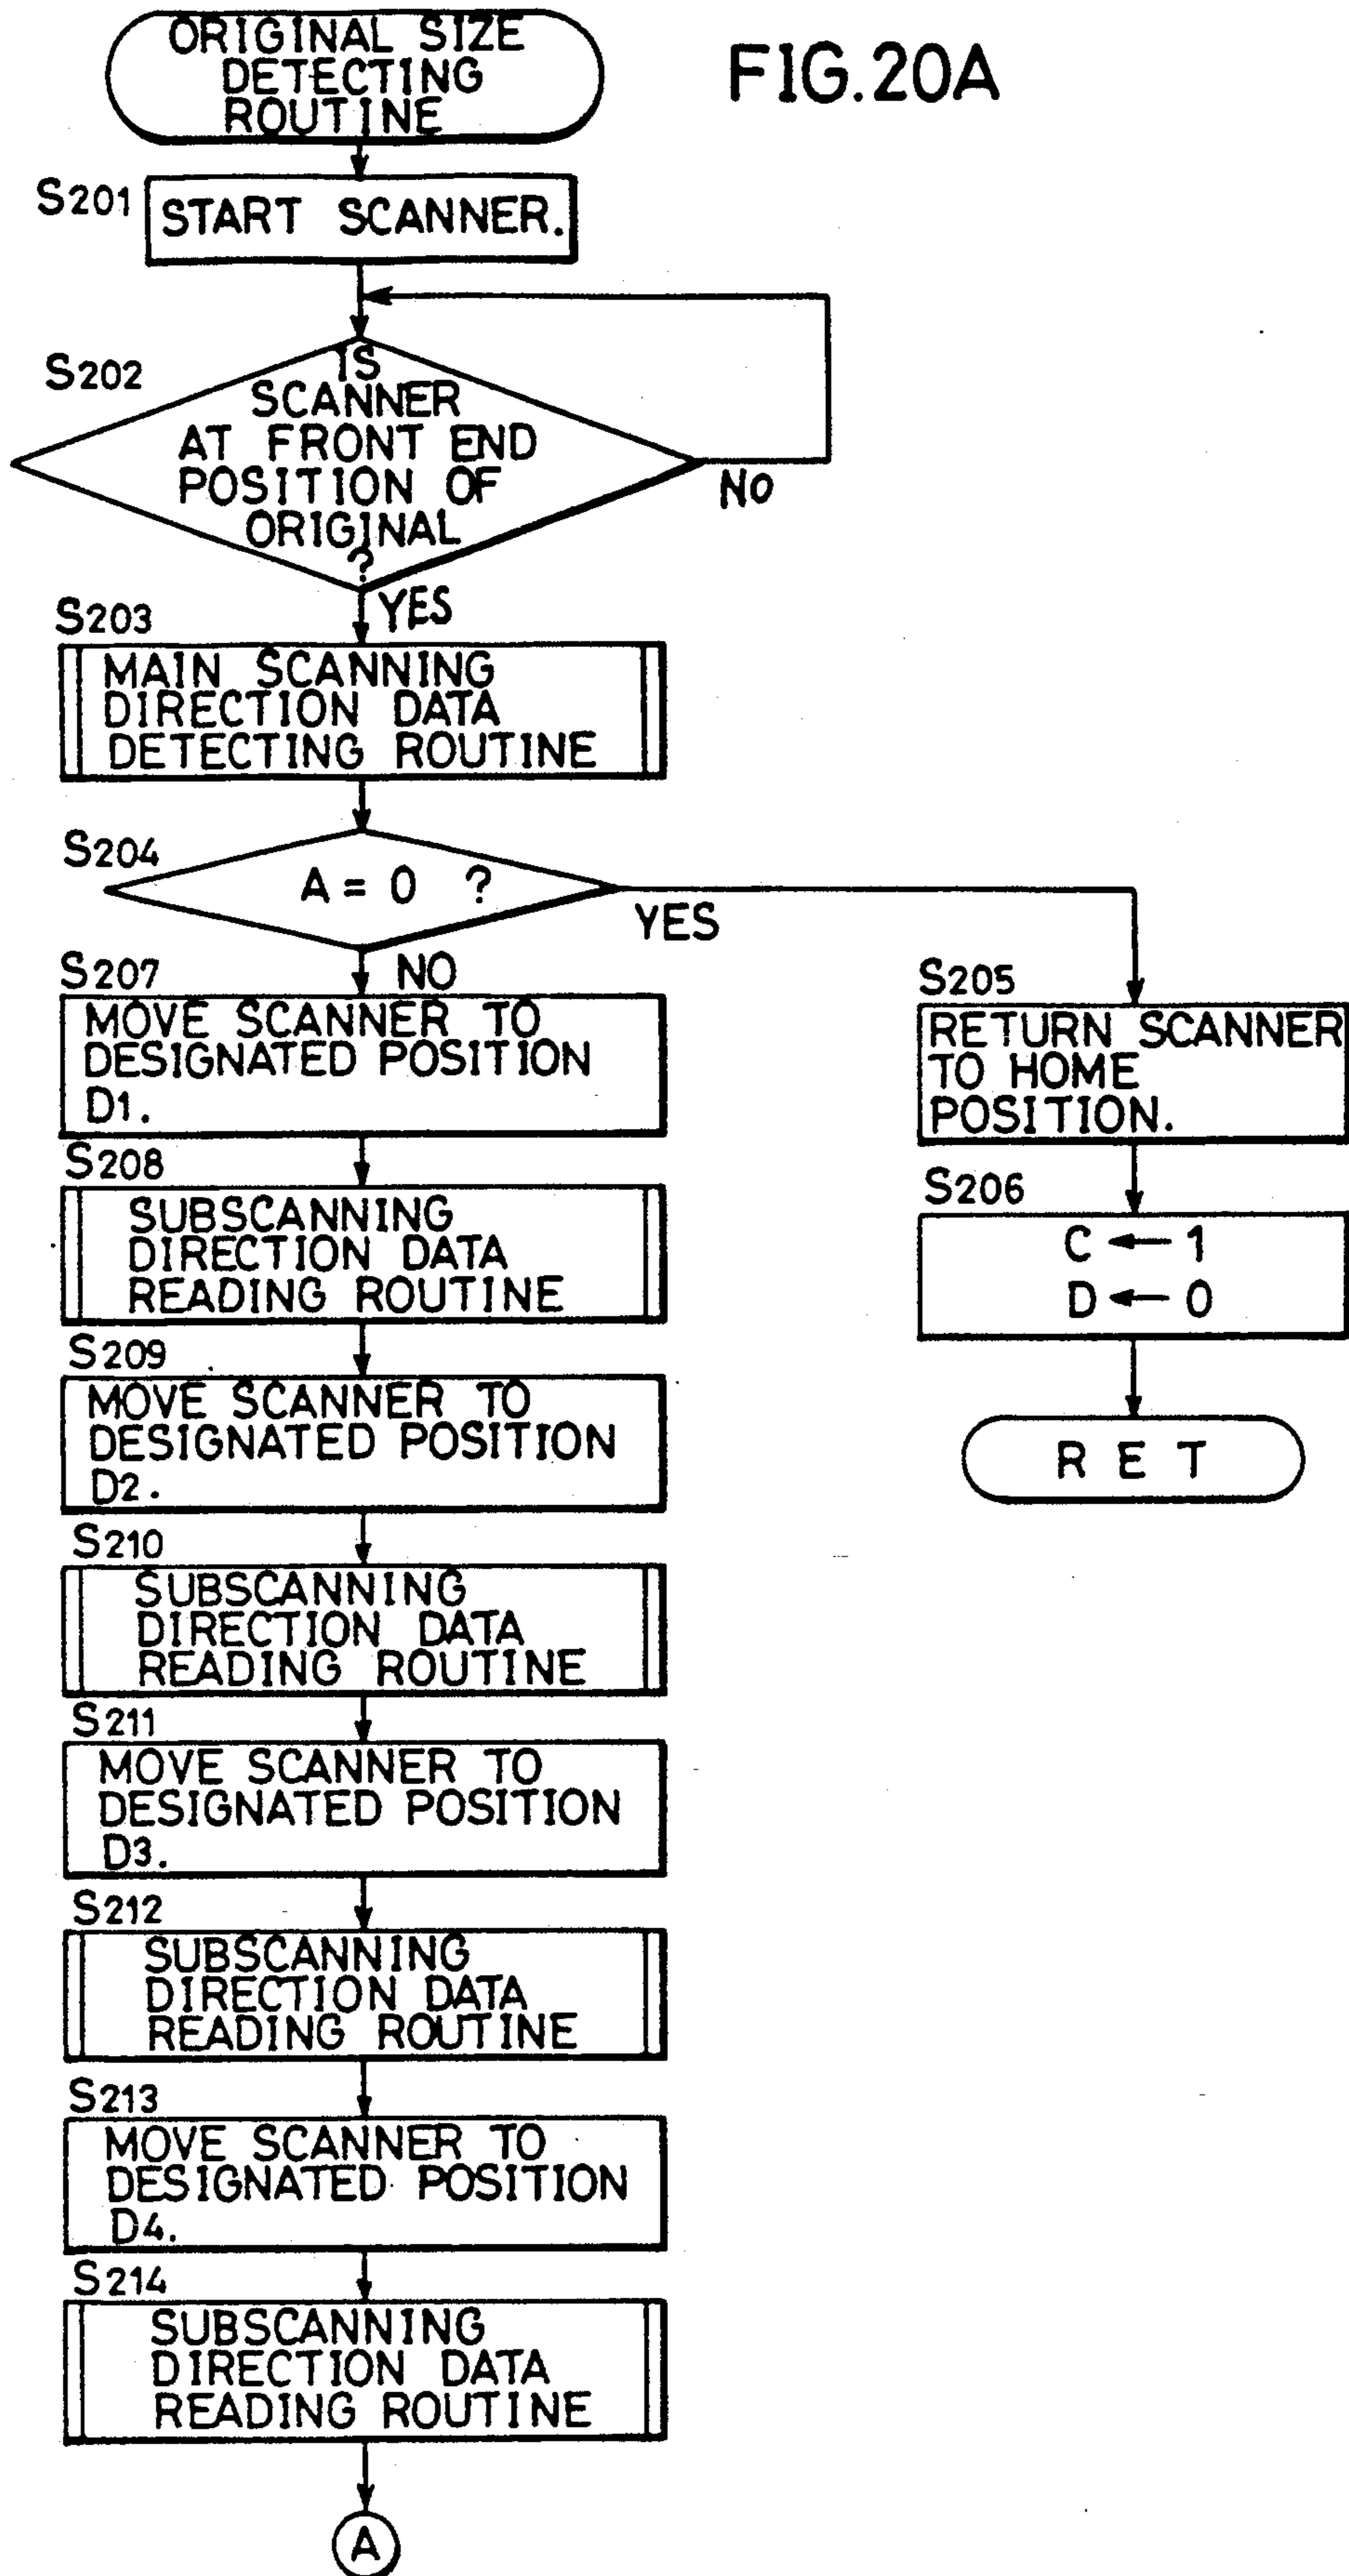 FIG.20A
ORIGINAL SIZE
DETECTING
ROUTINE
S201
START SCANNER.
S202
IS
SCANNER
AT FRONT END
POSITION OF
ORIGINAL
?
NO
YES
S203
MAIN SCANNING
DIRECTION DATA
DETECTING ROUTINE
S204
A = 0 ?
YES
NO
S205
RETURN SCANNER
TO HOME
POSITION.
S206
C ← 1
D ← 0
R E T
S207
MOVE SCANNER TO
DESIGNATED POSITION
D1.
S208
SUBSCANNING
DIRECTION DATA
READING ROUTINE
S209
MOVE SCANNER TO
DESIGNATED POSITION
D2.
S210
SUBSCANNING
DIRECTION DATA
READING ROUTINE
S211
MOVE SCANNER TO
DESIGNATED POSITION
D3.
S212
SUBSCANNING
DIRECTION DATA
READING ROUTINE
S213
MOVE SCANNER TO
DESIGNATED POSITION
D4.
S214
SUBSCANNING
DIRECTION DATA
READING ROUTINE
A